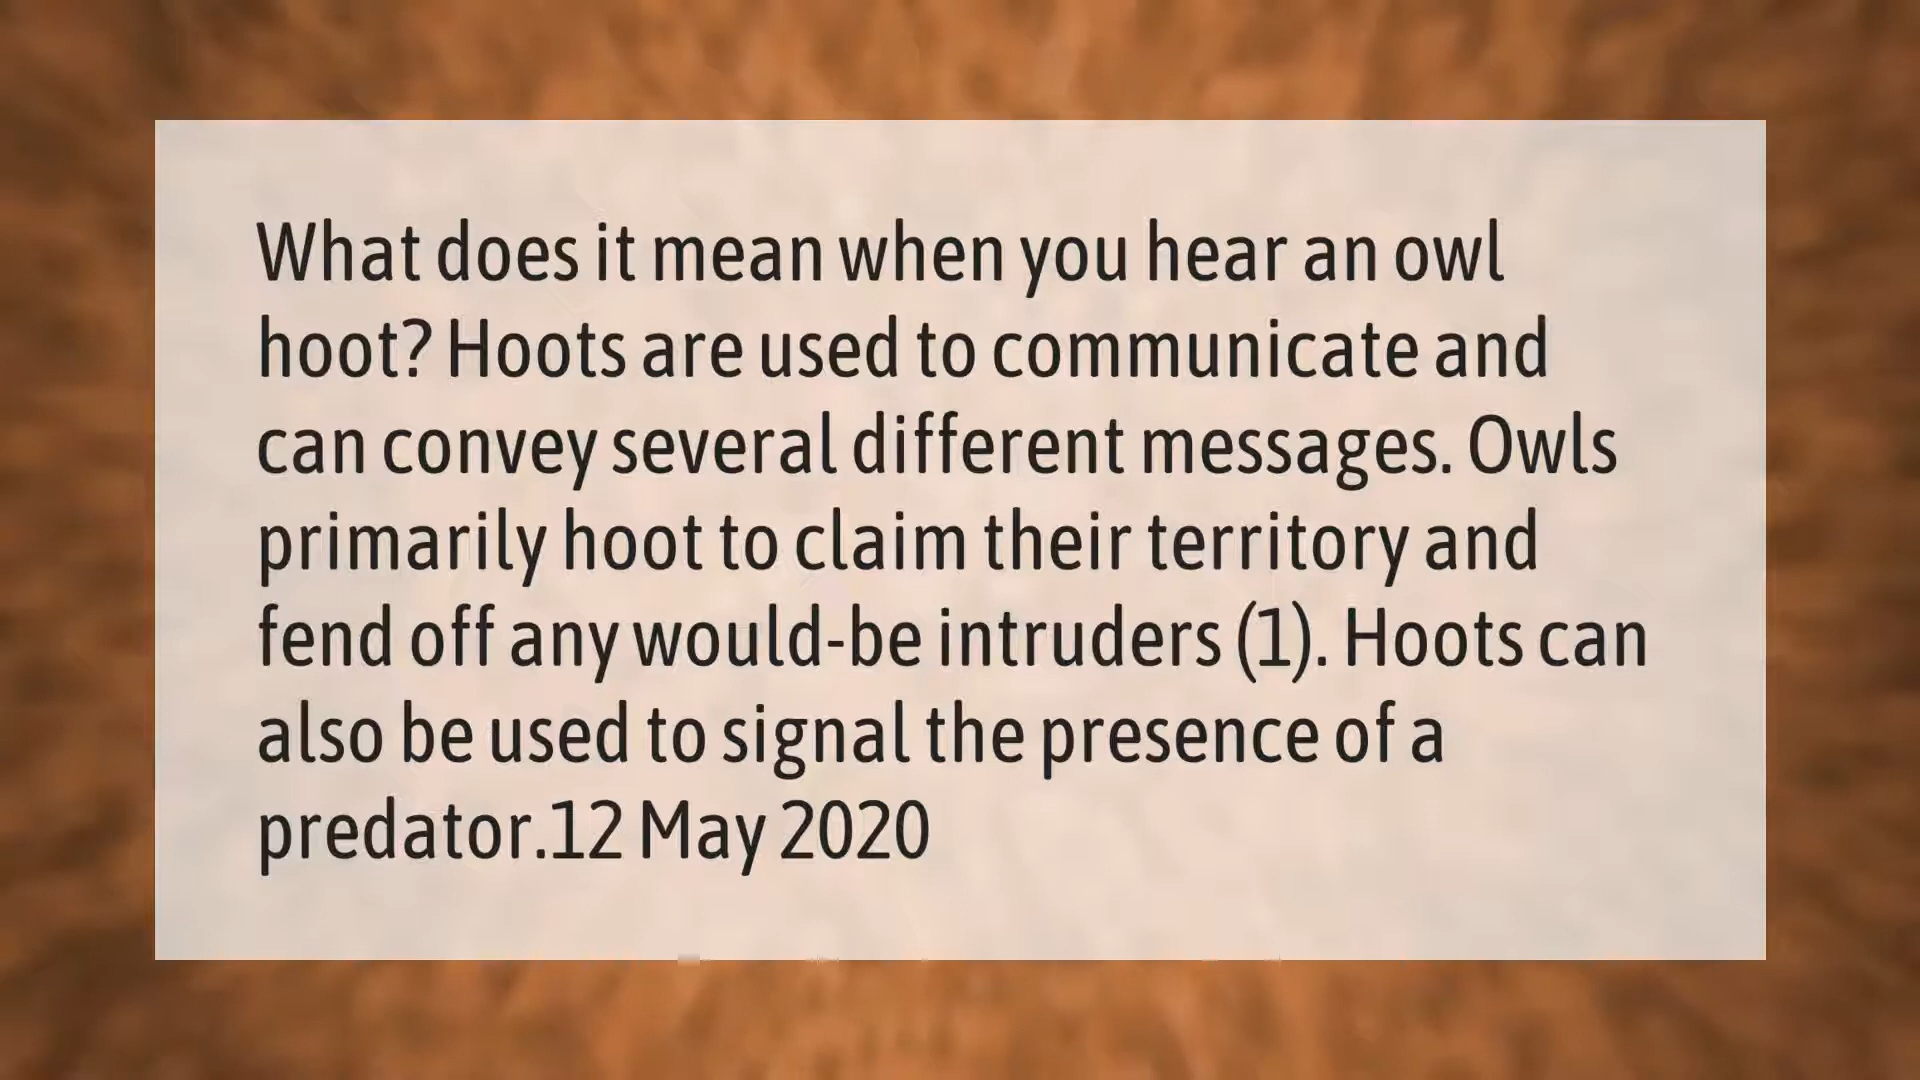 What does it mean when you hear an owl
hoot? Hoots are used to communicate and
can convey several different messages. Owls
primarily hoot to claim their territory and
fend off any would-be intruders (1). Hoots can
also be used to signal the presence of a
predator.12 May 2020